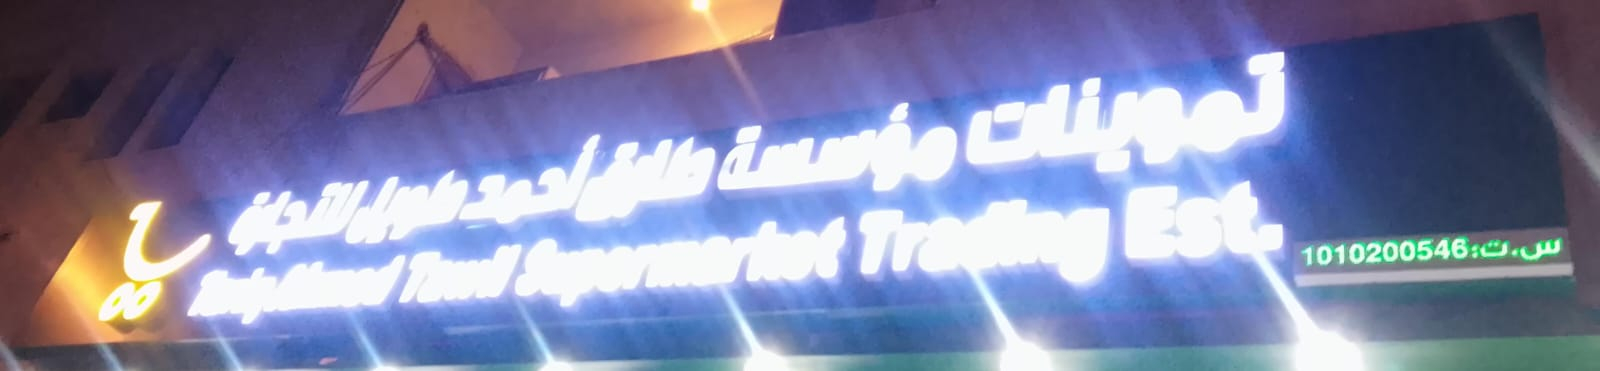 تموينات مؤسسة طارق أحمد طويل للتجارة
Tariq Ahmed Tawil Supermarket Trading Est.
س.ت:1010200546